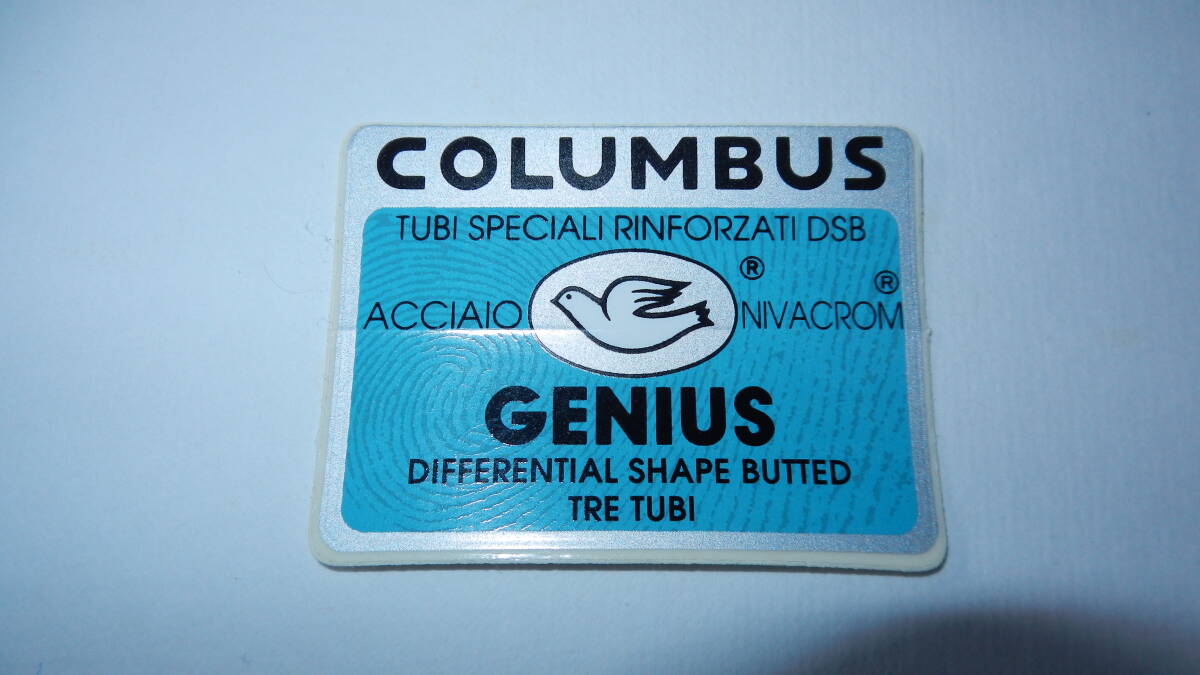 COLUMBUS
TUBI SPECIALI RINFORZATI DSB
®
ACCIAIO NIVACROM®
GENIUS
DIFFERENTIAL SHAPE BUTTED
TRE TUBI